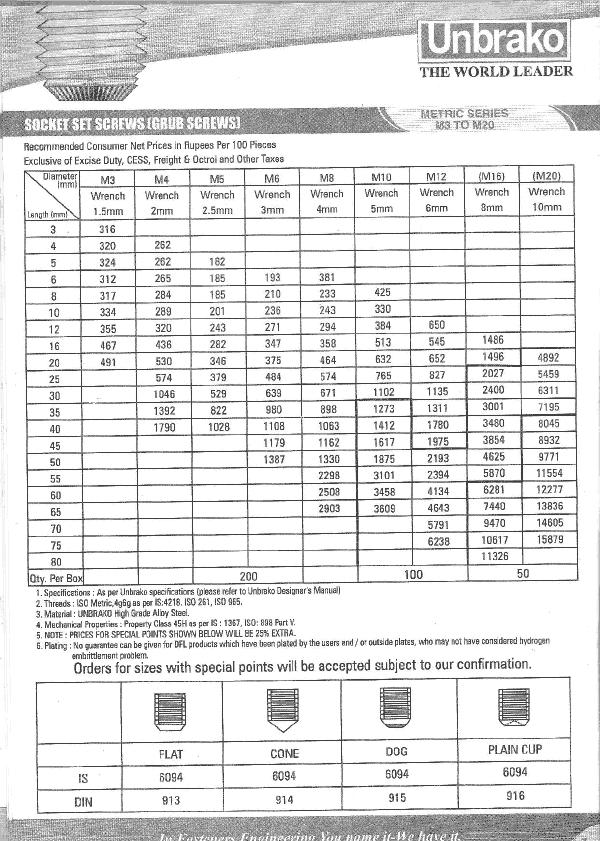 Unbrako
THE WORLD LEADER
SOCKET SET SCREWS (GRUB SCREWS)
METRIC SERIES
M3 TO M20
Recommended Consumer Net Prices in Rupees Per 100 Pieces
Exclusive of Excise Duty, CESS, Freight & Octroi and Other Taxes
Diameter (mm) M3 M4 M5 M6 M8 M10 M12 (M16) (M20)
Wrench Wrench Wrench Wrench Wrench Wrench Wrench Wrench Wrench
Length (mm) 1.5mm 2mm 2.5mm 3mm 4mm 5mm 6mm 8mm 10mm
3 316
4 320 262
5 324 262 182
6 312 265 185 193 381
8 317 284 185 210 233 425
10 334 289 201 236 243 330
12 355 320 243 271 294 384 650
16 467 436 282 347 358 513 545 1486
20 491 530 346 375 464 632 652 1496 4892
25 574 379 484 574 765 827 2027 5459
30 1046 529 639 671 1102 1135 2400 6311
35 1392 822 980 898 1273 1311 3001 7195
40 1790 1028 1108 1063 1412 1780 3480 8045
45 1179 1162 1617 1975 3854 8932
50 1387 1330 1875 2193 4625 9771
55 2298 3101 2394 5870 11554
60 2508 3458 4134 6281 12277
65 2903 3609 4643 7440 13836
70 5791 9470 14605
75 6238 10617 15879
80 11326
Qty. Per Box 200 100 50
1. Specifications : As per Unbrako specifications (please refer to Unbrako Designer's Manual)
2. Threads : ISO Metric,4g6g as per IS:4218. ISO 261, ISO 965.
3. Material : UNBRAKO High Grade Alloy Steel.
4. Mechanical Properties : Property Class 45H as per IS : 1367, ISO: 898 Part V.
5. NOTE : PRICES FOR SPECIAL POINTS SHOWN BELOW WILL BE 25% EXTRA.
6. Plating : No guarantee can be given for DFL products which have been plated by the users and / or outside plates, who may not have considered hydrogen
embrittlement problem.
Orders for sizes with special points will be accepted subject to our confirmation.
FLAT CONE DOG PLAIN CUP
IS 6094 6094 6094 6094
DIN 913 914 915 916
In Fasteners Engineering You name it-We have it.